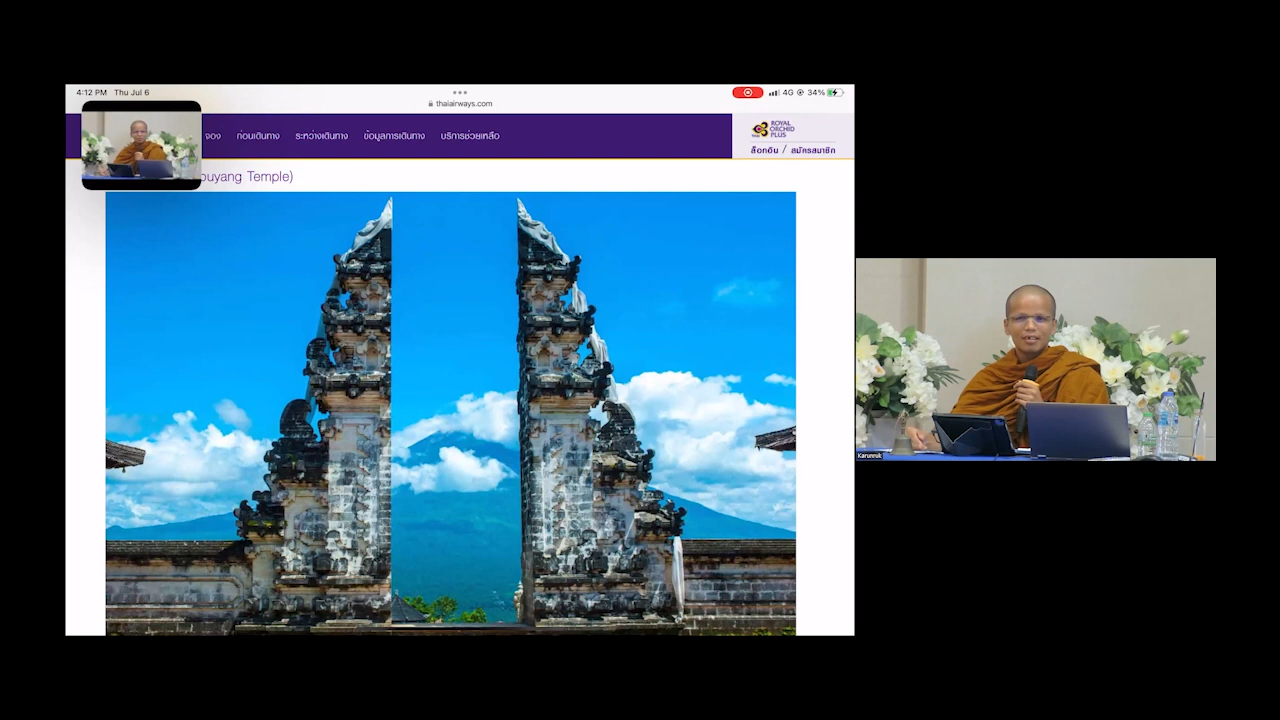 4:12 PM Thu Jul 6
4G 34%
thaiairways.com
จอง ก่อนเดินทาง ระหว่างเดินทาง ข้อมูลการเดินทาง บริการช่วยเหลือ
ROYAL
ORCHID
PLUS
ล็อกอิน / สมัครสมาชิก
ouyang Temple)
Karunruk